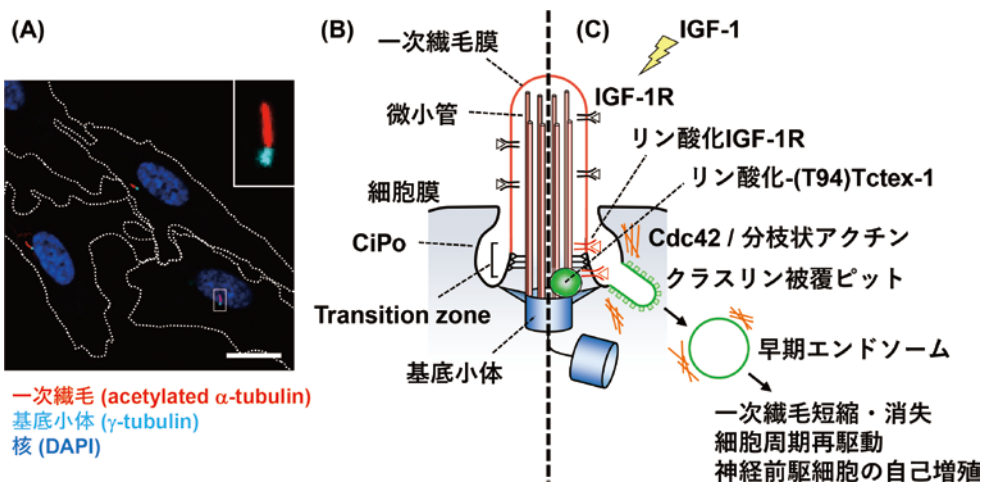 (A)
一次繊毛 (acetylated α-tubulin)
基底小体 (γ-tubulin)
核 (DAPI)
(B)
一次繊毛膜
微小管
細胞膜
CiPo
Transition zone
基底小体
(C)
IGF-1
IGF-1R
リン酸化IGF-1R
リン酸化-(T94)Tctex-1
Cdc42 / 分枝状アクチン
クラスリン被覆ピット
早期エンドソーム
一次繊毛短縮・消失
細胞周期再駆動
神経前駆細胞の自己増殖